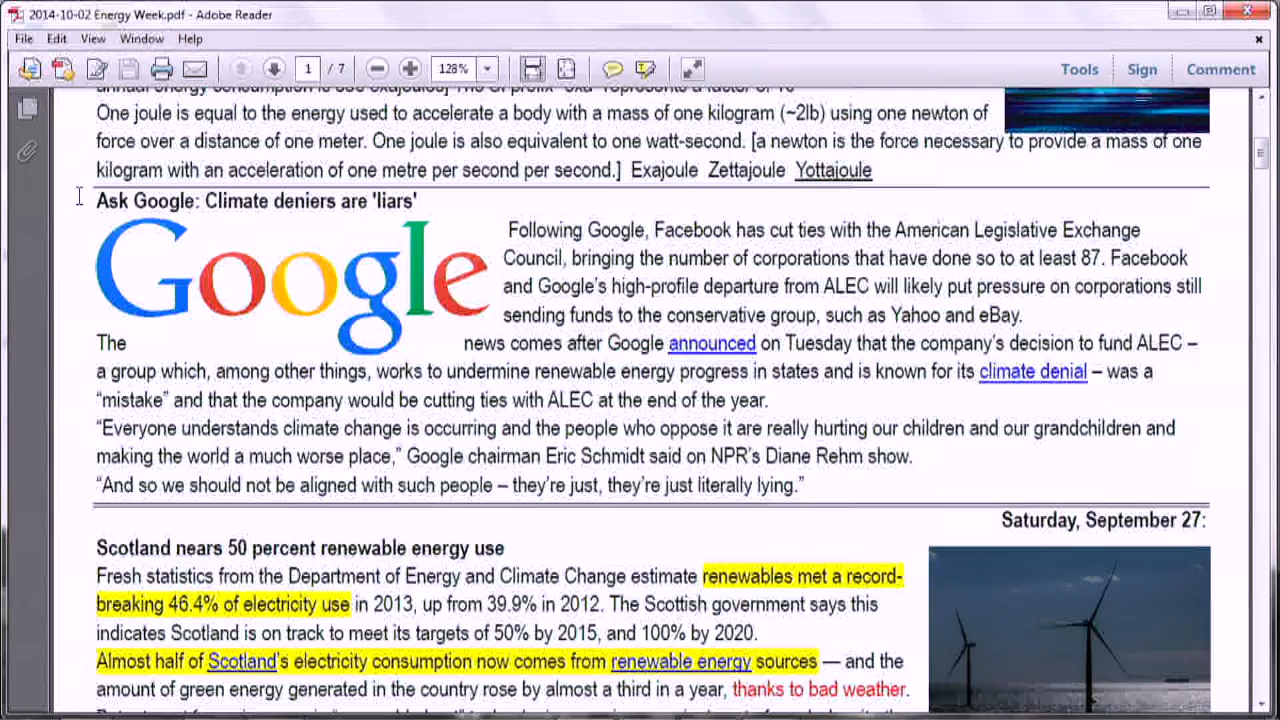 2014-10-02 Energy Week.pdf - Adobe Reader
File Edit View Window Help
1 / 7 128% Tools Sign Comment
One joule is equal to the energy used to accelerate a body with a mass of one kilogram (~2lb) using one newton of
force over a distance of one meter. One joule is also equivalent to one watt-second. [a newton is the force necessary to provide a mass of one
kilogram with an acceleration of one metre per second per second.] Exajoule Zettajoule Yottajoule
Ask Google: Climate deniers are 'liars'
Google
Following Google, Facebook has cut ties with the American Legislative Exchange
Council, bringing the number of corporations that have done so to at least 87. Facebook
and Google's high-profile departure from ALEC will likely put pressure on corporations still
sending funds to the conservative group, such as Yahoo and eBay.
The news comes after Google announced on Tuesday that the company's decision to fund ALEC –
a group which, among other things, works to undermine renewable energy progress in states and is known for its climate denial – was a
“mistake” and that the company would be cutting ties with ALEC at the end of the year.
“Everyone understands climate change is occurring and the people who oppose it are really hurting our children and our grandchildren and
making the world a much worse place,” Google chairman Eric Schmidt said on NPR's Diane Rehm show.
“And so we should not be aligned with such people – they're just, they're just literally lying.”
Saturday, September 27:
Scotland nears 50 percent renewable energy use
Fresh statistics from the Department of Energy and Climate Change estimate renewables met a record-
breaking 46.4% of electricity use in 2013, up from 39.9% in 2012. The Scottish government says this
indicates Scotland is on track to meet its targets of 50% by 2015, and 100% by 2020.
Almost half of Scotland's electricity consumption now comes from renewable energy sources — and the
amount of green energy generated in the country rose by almost a third in a year, thanks to bad weather.